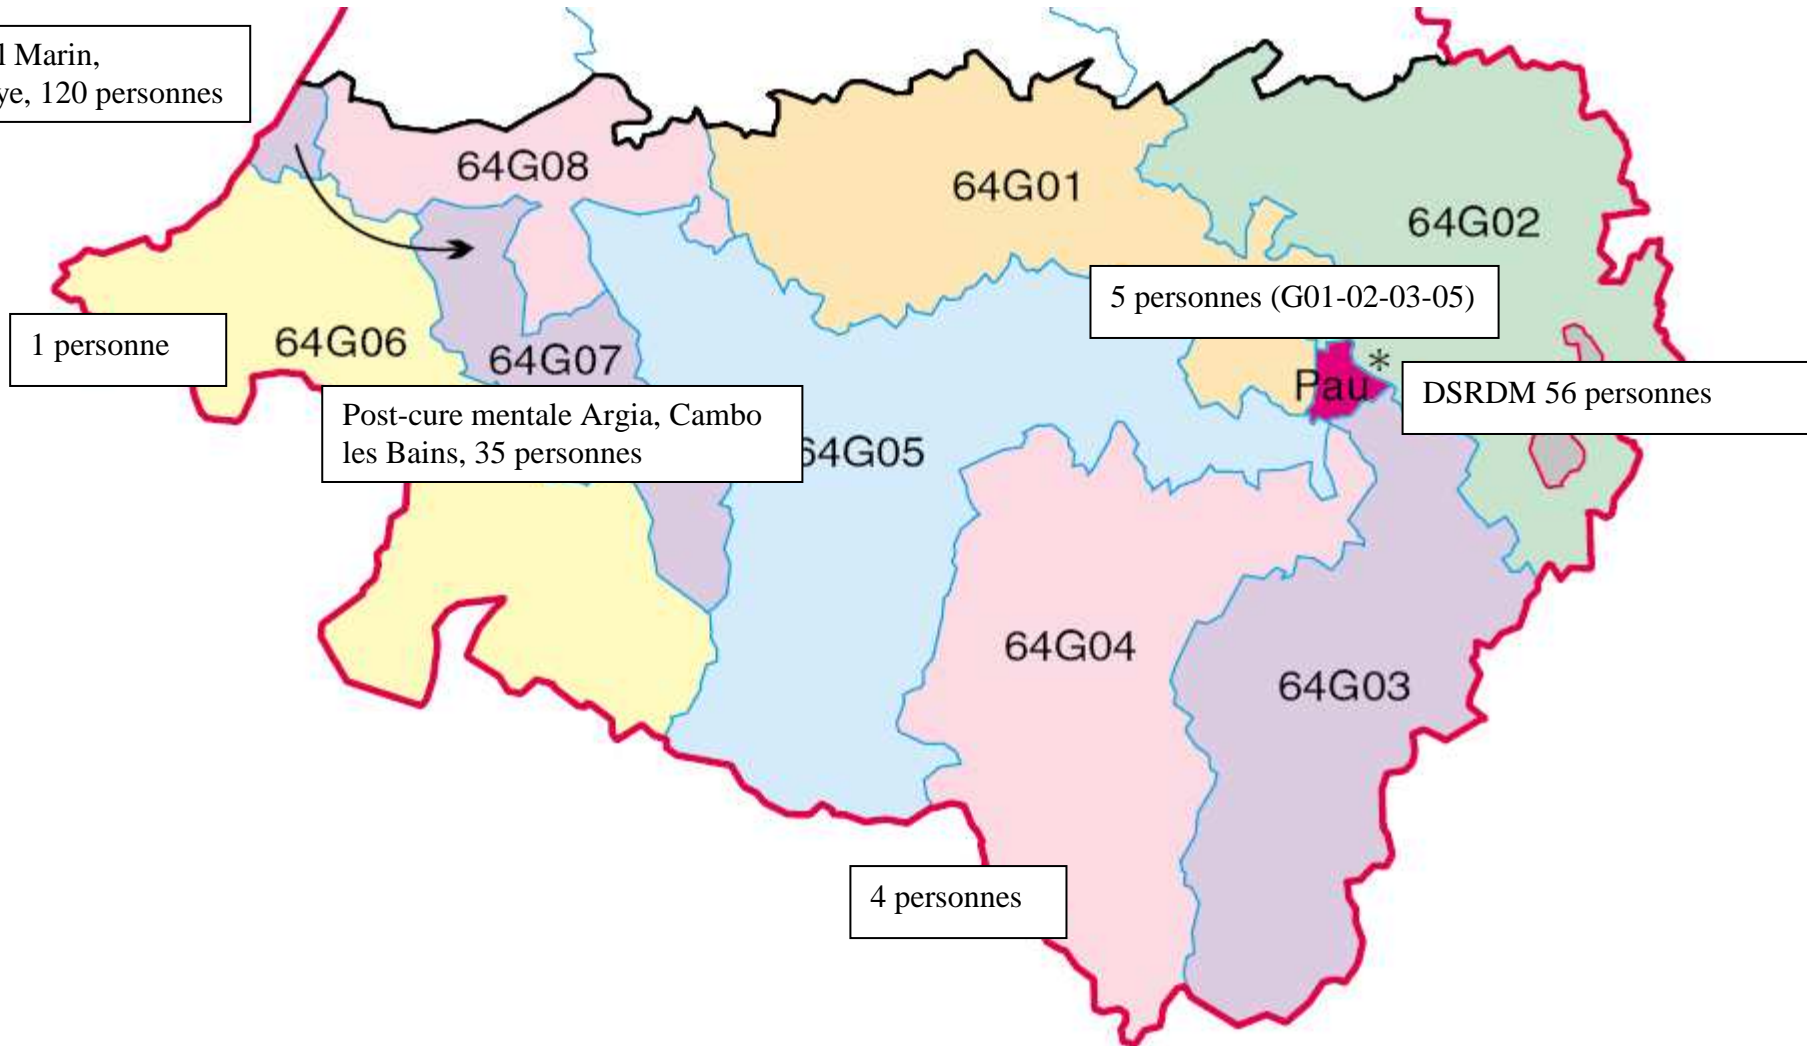 l Marin,
ye, 120 personnes
64G08
64G01
64G02
5 personnes (G01-02-03-05)
1 personne
64G06
64G07
Pau
*
DSRDM 56 personnes
Post-cure mentale Argia, Cambo
les Bains, 35 personnes
64G05
64G04
64G03
4 personnes